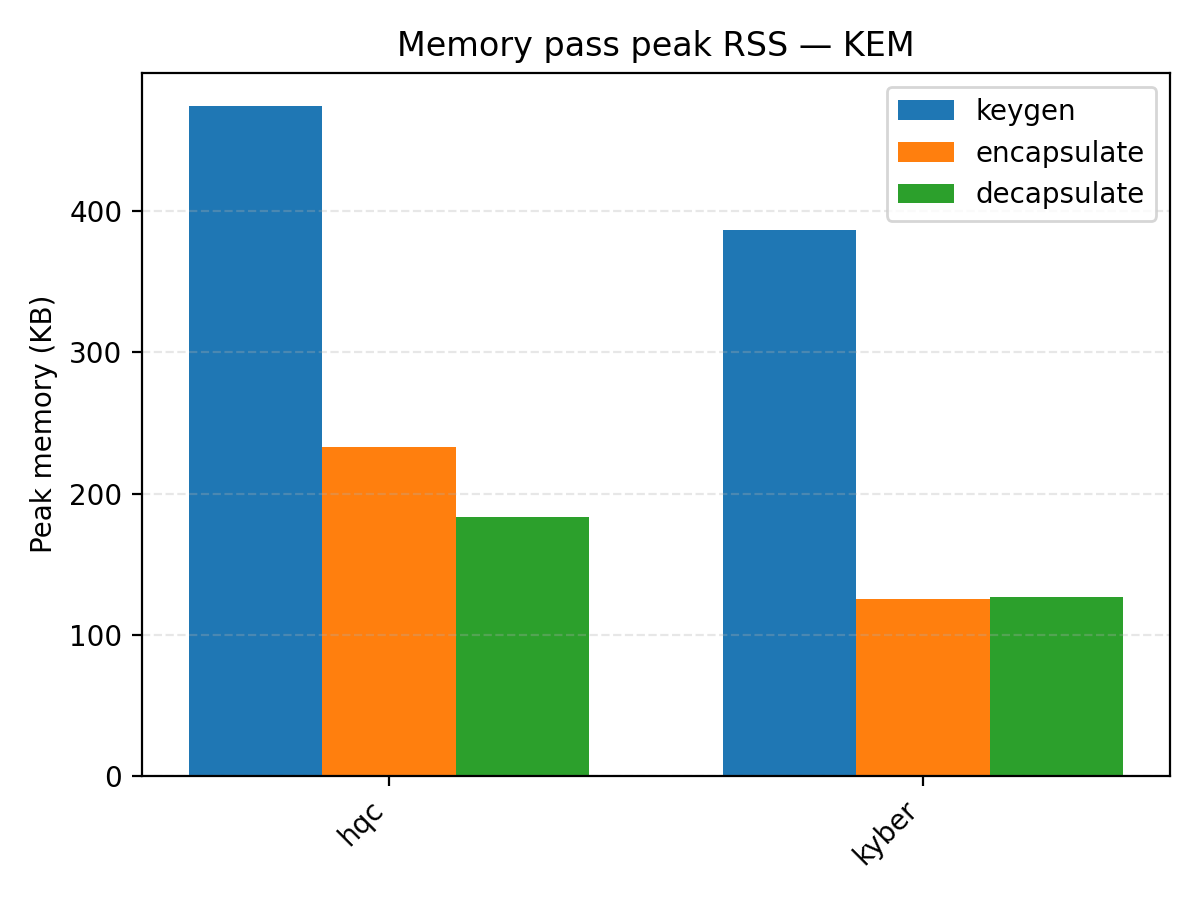 Memory pass peak RSS — KEM
keygen
encapsulate
decapsulate
Peak memory (KB)
400
300
200
100
0
hqc
kyber